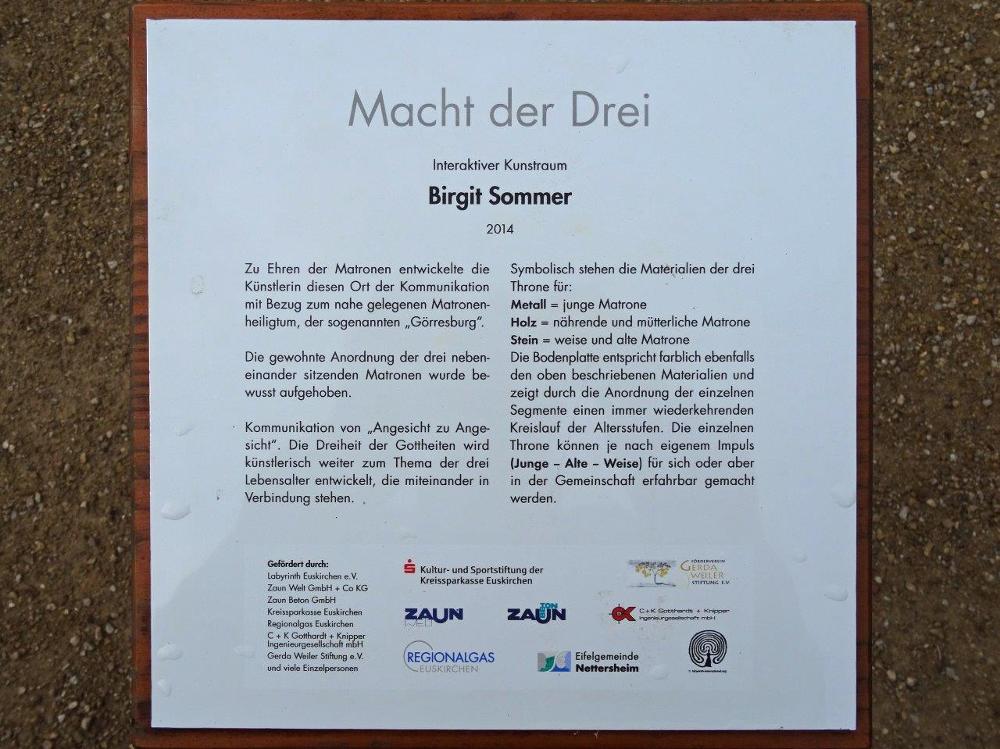 Macht der Drei
Interaktiver Kunstraum
Birgit Sommer
2014
Zu Ehren der Matronen entwickelte die
Künstlerin diesen Ort der Kommunikation
mit Bezug zum nahe gelegenen Matronen-
heiligtum, der sogenannten „Görresburg“.
Die gewohnte Anordnung der drei neben-
einander sitzenden Matronen wurde be-
wusst aufgehoben.
Kommunikation von „Angesicht zu Ange-
sicht“. Die Dreiheit der Gottheiten wird
künstlerisch weiter zum Thema der drei
Lebensalter entwickelt, die miteinander in
Verbindung stehen.
Symbolisch stehen die Materialien der drei
Throne für:
Metall = junge Matrone
Holz = nährende und mütterliche Matrone
Stein = weise und alte Matrone
Die Bodenplatte entspricht farblich ebenfalls
den oben beschriebenen Materialien und
zeigt durch die Anordnung der einzelnen
Segmente einen immer wiederkehrenden
Kreislauf der Altersstufen. Die einzelnen
Throne können je nach eigenem Impuls
(Junge – Alte – Weise) für sich oder aber
in der Gemeinschaft erfahrbar gemacht
werden.
Gefördert durch:
Labyrinth Euskirchen e.V.
Zaun Welt GmbH + Co KG
Zaun Beton GmbH
Kreissparkasse Euskirchen
Regionalgas Euskirchen
C + K Gotthardt + Knipper
Ingenieurgesellschaft mbH
Gerda Weiler Stiftung e.V.
und viele Einzelpersonen
Kultur- und Sportstiftung der
Kreissparkasse Euskirchen
FÖRDERVEREIN
GERDA
WEILER
STIFTUNG E.V.
ZAUN
WELT
ZAUN
BETON
C + K Gotthardt + Knipper
Ingenieurgesellschaft mbH
REGIONALGAS
EUSKIRCHEN
Eifelgemeinde
Nettersheim